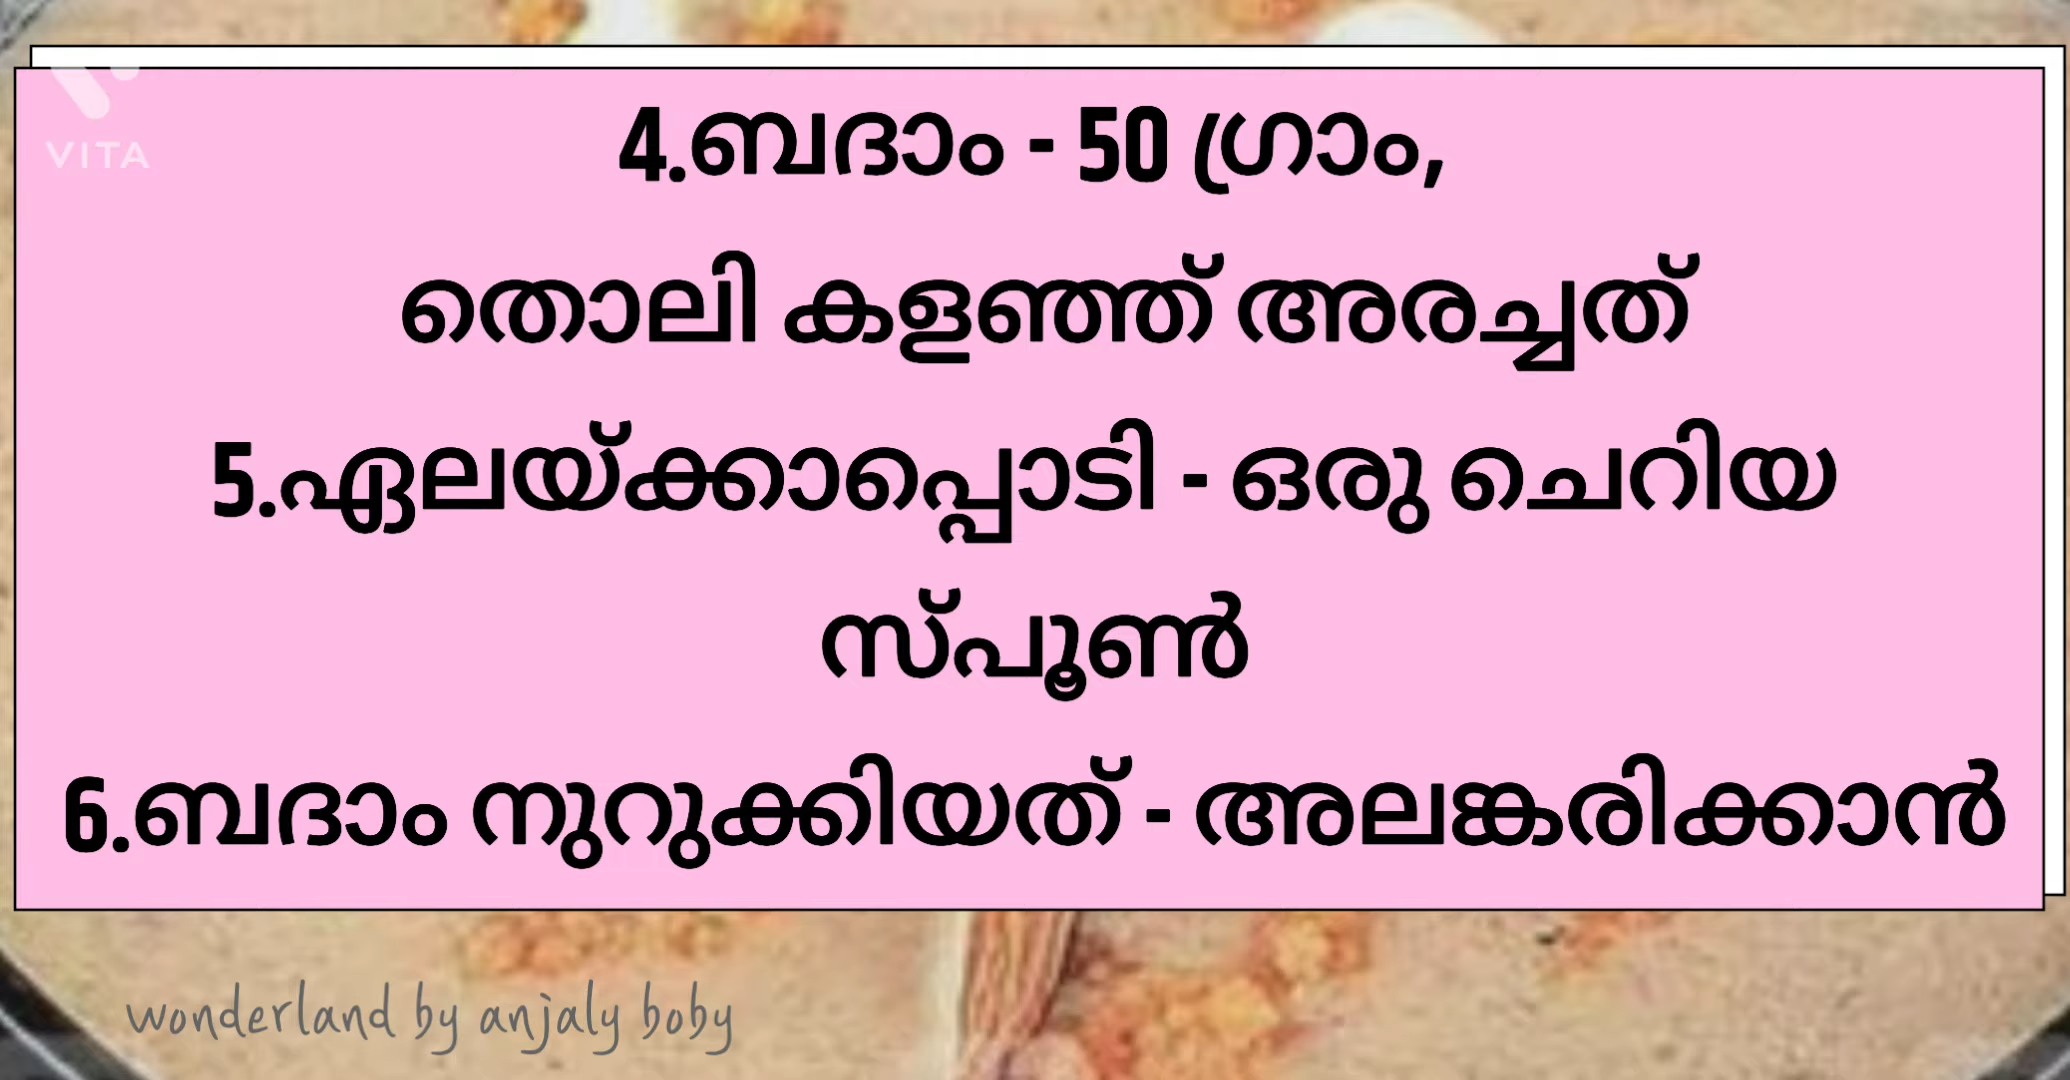 VITA
4.ബദാം - 50 ഗ്രാം,
തൊലി കളഞ്ഞ് അരച്ചത്
5.ഏലയ്ക്കാപ്പൊടി - ഒരു ചെറിയ
സ്പൂൺ
6.ബദാം നുറുക്കിയത് - അലങ്കരിക്കാൻ
wonderland by anjaly boby